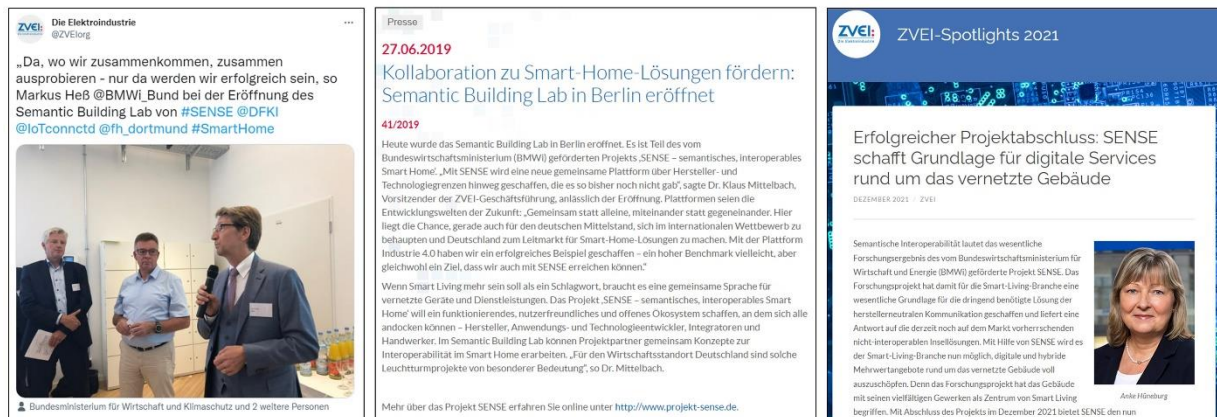 ZVEI:
Die Elektroindustrie
@ZVEIorg
...
„Da, wo wir zusammenkommen, zusammen
ausprobieren - nur da werden wir erfolgreich sein, so
Markus Heß @BMWi_Bund bei der Eröffnung des
Semantic Building Lab von #SENSE @DFKI
@IoTconnctd @fh_dortmund #SmartHome
Bundesministerium für Wirtschaft und Klimaschutz und 2 weitere Personen
Presse
27.06.2019
Kollaboration zu Smart-Home-Lösungen fördern:
Semantic Building Lab in Berlin eröffnet
41/2019
Heute wurde das Semantic Building Lab in Berlin eröffnet. Es ist Teil des vom
Bundeswirtschaftsministerium (BMWi) geförderten Projekts ‚SENSE – semantisches, interoperables
Smart Home‘. „Mit SENSE wird eine neue gemeinsame Plattform über Hersteller- und
Technologiegrenzen hinweg geschaffen, die es so bisher noch nicht gab“, sagte Dr. Klaus Mittelbach,
Vorsitzender der ZVEI-Geschäftsführung, anlässlich der Eröffnung. Plattformen seien die
Entwicklungswelten der Zukunft: „Gemeinsam statt alleine, miteinander statt gegeneinander. Hier
liegt die Chance, gerade auch für den deutschen Mittelstand, sich im internationalen Wettbewerb zu
behaupten und Deutschland zum Leitmarkt für Smart-Home-Lösungen zu machen. Mit der Plattform
Industrie 4.0 haben wir ein erfolgreiches Beispiel geschaffen – ein hoher Benchmark vielleicht, aber
gleichwohl ein Ziel, dass wir auch mit SENSE erreichen können.“
Wenn Smart Living mehr sein soll als ein Schlagwort, braucht es eine gemeinsame Sprache für
vernetzte Geräte und Dienstleistungen. Das Projekt ‚SENSE – semantisches, interoperables Smart
Home‘ will ein funktionierendes, nutzerfreundliches und offenes Ökosystem schaffen, an dem sich alle
andocken können – Hersteller, Anwendungs- und Technologieentwickler, Integratoren und
Handwerker. Im Semantic Building Lab können Projektpartner gemeinsam Konzepte zur
Interoperabilität im Smart Home erarbeiten. „Für den Wirtschaftsstandort Deutschland sind solche
Leuchtturmprojekte von besonderer Bedeutung“, so Dr. Mittelbach.
Mehr über das Projekt SENSE erfahren Sie online unter http://www.projekt-sense.de.
ZVEI:
Die Elektroindustrie
ZVEI-Spotlights 2021
Erfolgreicher Projektabschluss: SENSE
schafft Grundlage für digitale Services
rund um das vernetzte Gebäude
DEZEMBER 2021 / ZVEI
Semantische Interoperabilität lautet das wesentliche
Forschungsergebnis des vom Bundeswirtschaftsministerium für
Wirtschaft und Energie (BMWi) geförderte Projekt SENSE. Das
Forschungsprojekt hat damit für die Smart-Living-Branche eine
wesentliche Grundlage für die dringend benötigte Lösung der
herstellerneutralen Kommunikation geschaffen und liefert eine
Antwort auf die derzeit noch auf dem Markt vorherrschenden
nicht-interoperablen Insellösungen. Mit Hilfe von SENSE wird es
der Smart-Living-Branche nun möglich, digitale und hybride
Mehrwertangebote rund um das vernetzte Gebäude voll
auszuschöpfen. Denn das Forschungsprojekt hat das Gebäude
mit seinen vielfältigen Gewerken als Zentrum von Smart Living
begriffen. Mit Abschluss des Projekts im Dezember 2021 bietet SENSE den nun
Anke Hüneburg